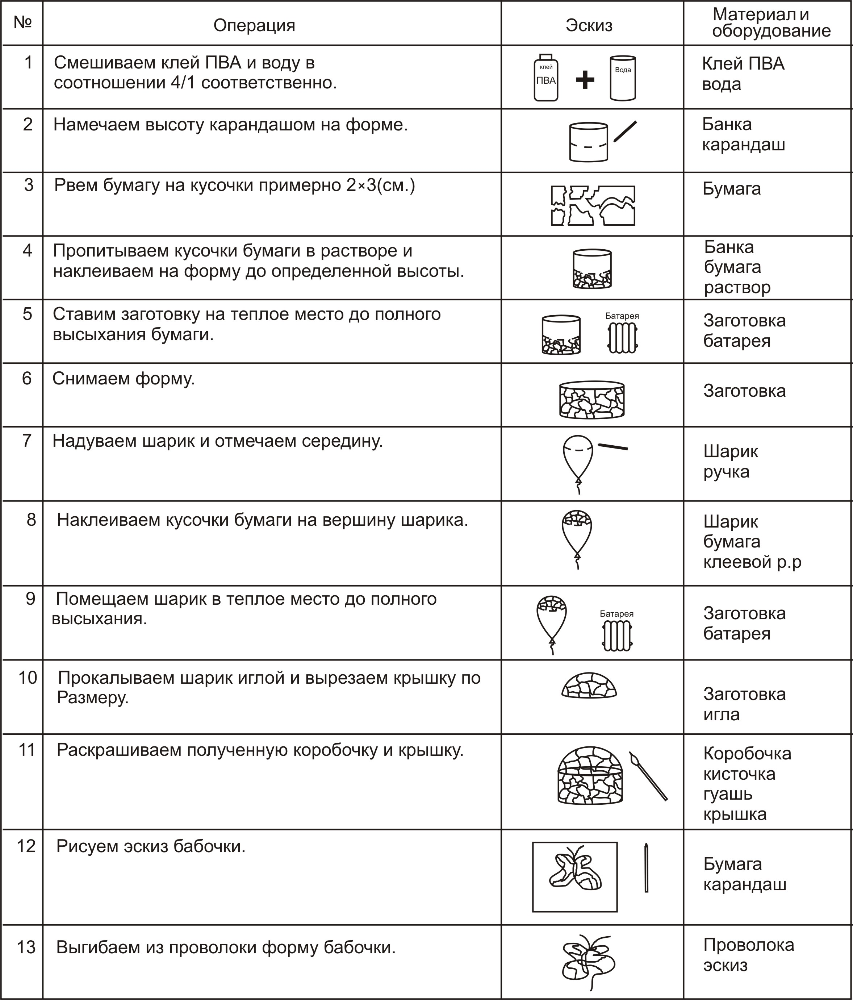 №
Операция
Эскиз
Материал и
оборудование
1
Смешиваем клей ПВА и воду в
соотношении 4/1 соответственно.
клей
ПВА
Вода
Клей ПВА
вода
2
Намечаем высоту карандашом на форме.
Банка
карандаш
3
Рвем бумагу на кусочки примерно 2×3(см.)
Бумага
4
Пропитываем кусочки бумаги в растворе и
наклеиваем на форму до определенной высоты.
Банка
бумага
раствор
5
Ставим заготовку на теплое место до полного
высыхания бумаги.
Батарея
Заготовка
батарея
6
Снимаем форму.
Заготовка
7
Надуваем шарик и отмечаем середину.
Шарик
ручка
8
Наклеиваем кусочки бумаги на вершину шарика.
Шарик
бумага
клеевой р.р
9
Помещаем шарик в теплое место до полного
высыхания.
Батарея
Заготовка
батарея
10
Прокалываем шарик иглой и вырезаем крышку по
Размеру.
Заготовка
игла
11
Раскрашиваем полученную коробочку и крышку.
Коробочка
кисточка
гуашь
крышка
12
Рисуем эскиз бабочки.
Бумага
карандаш
13
Выгибаем из проволоки форму бабочки.
Проволока
эскиз